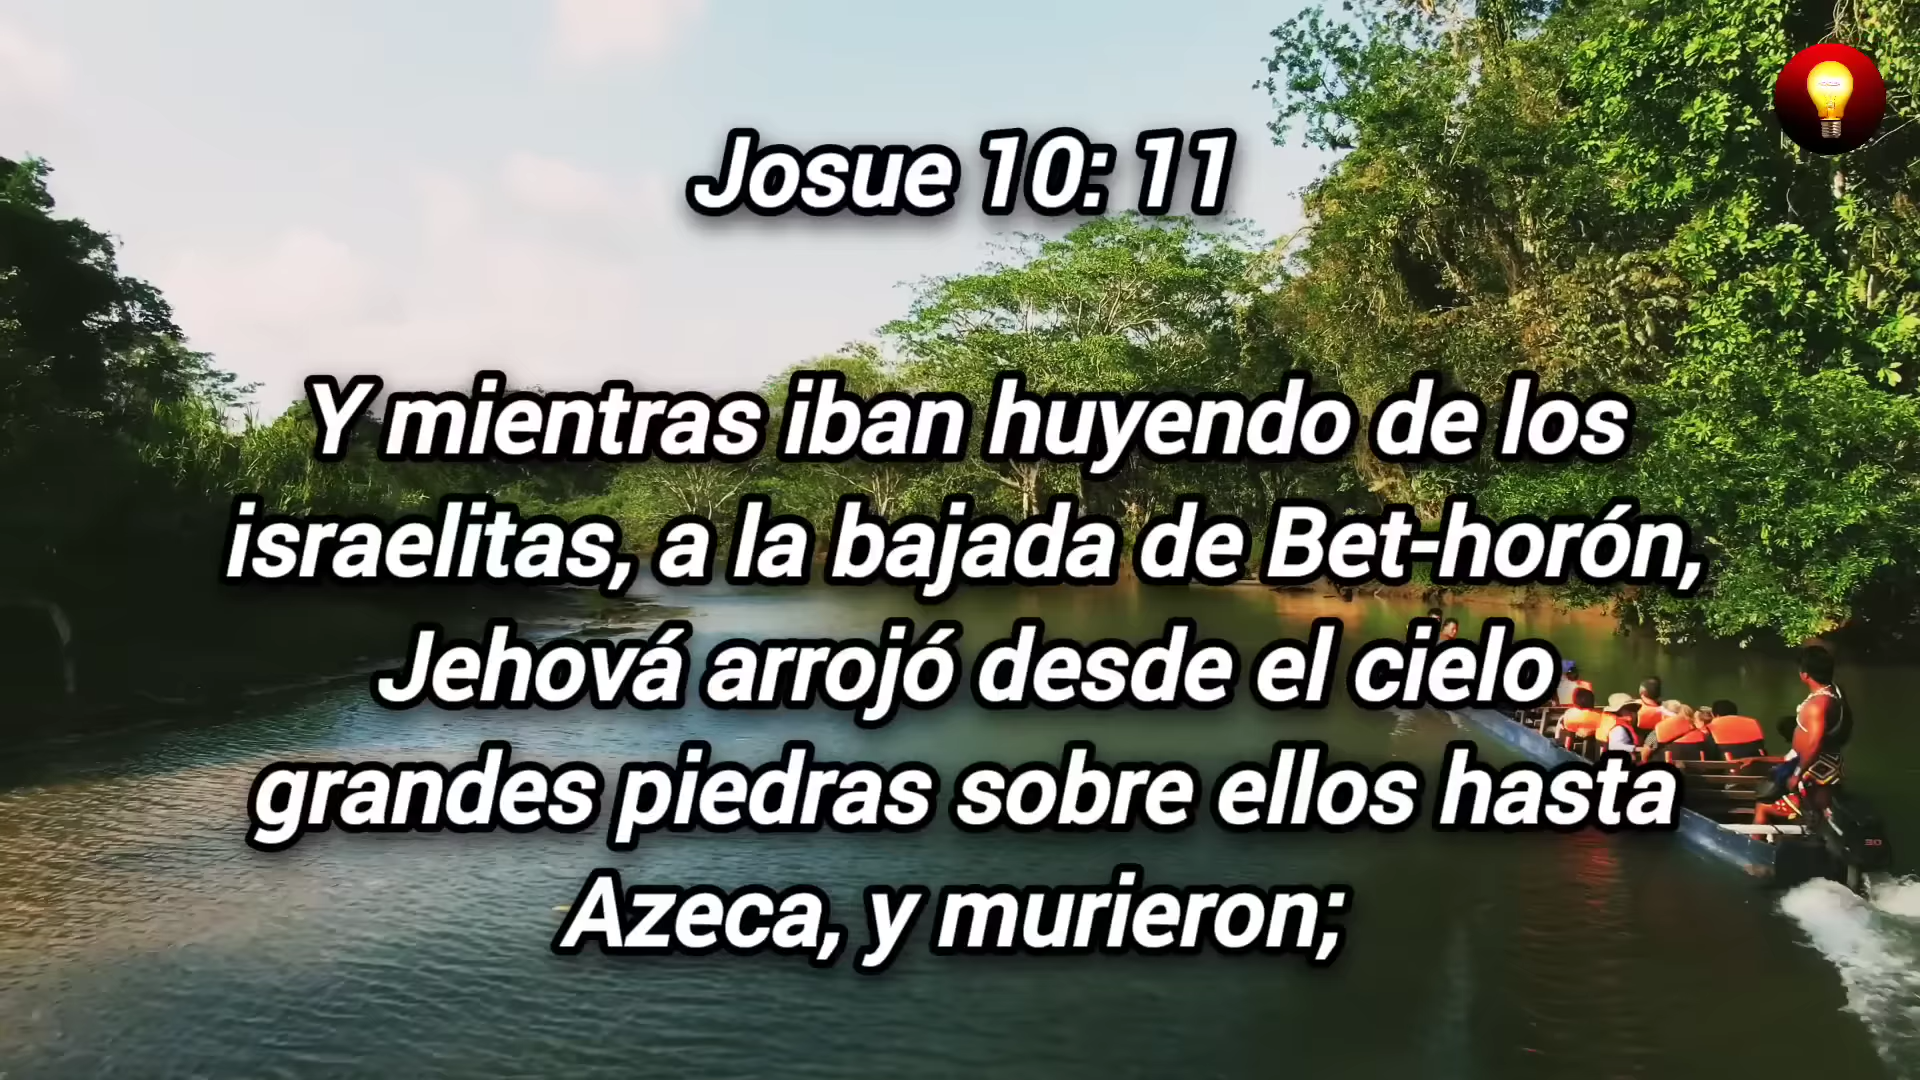 Josue 10: 11
Y mientras iban huyendo de los
israelitas, a la bajada de Bet-horón,
Jehová arrojó desde el cielo
grandes piedras sobre ellos hasta
Azeca, y murieron;